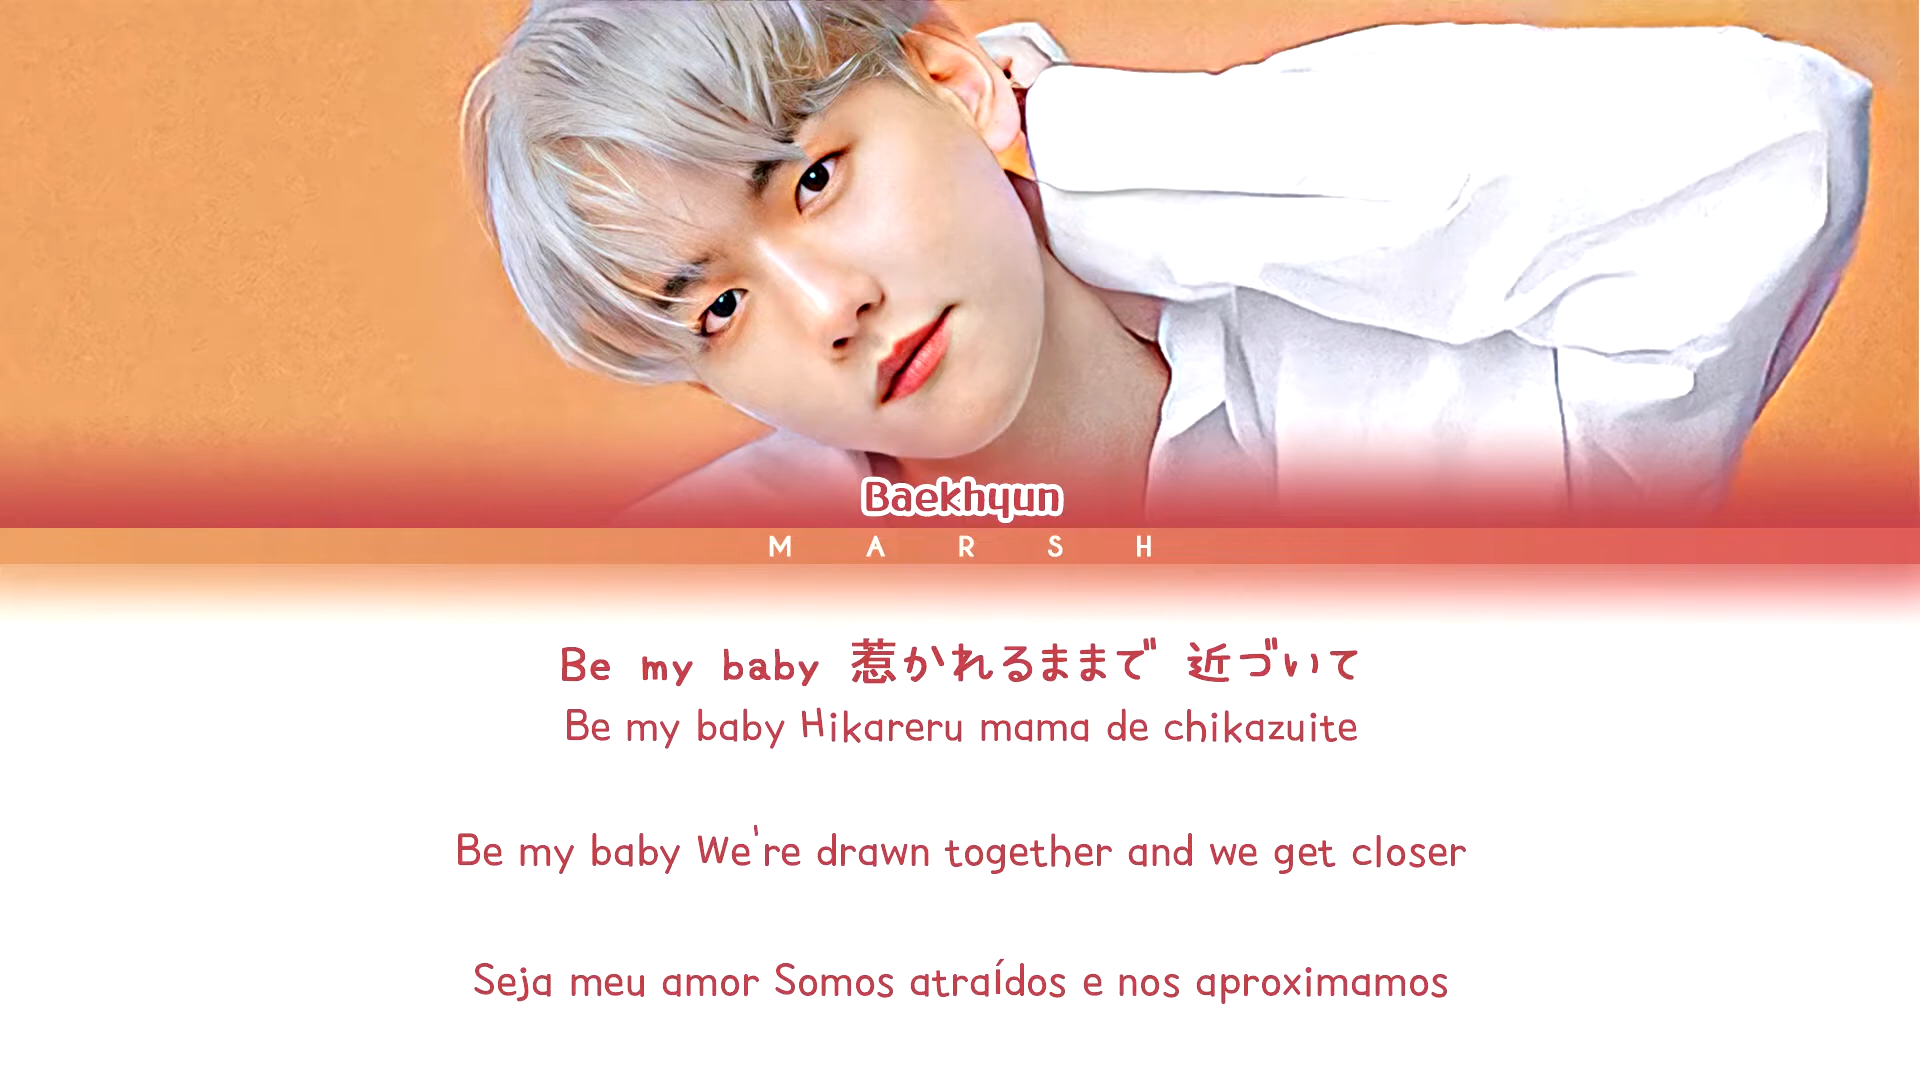 Baekhyun
MARSH
Be my baby 惹かれるままで 近づいて
Be my baby Hikareru mama de chikazuite
Be my baby We're drawn together and we get closer
Seja meu amor Somos atraídos e nos aproximamos